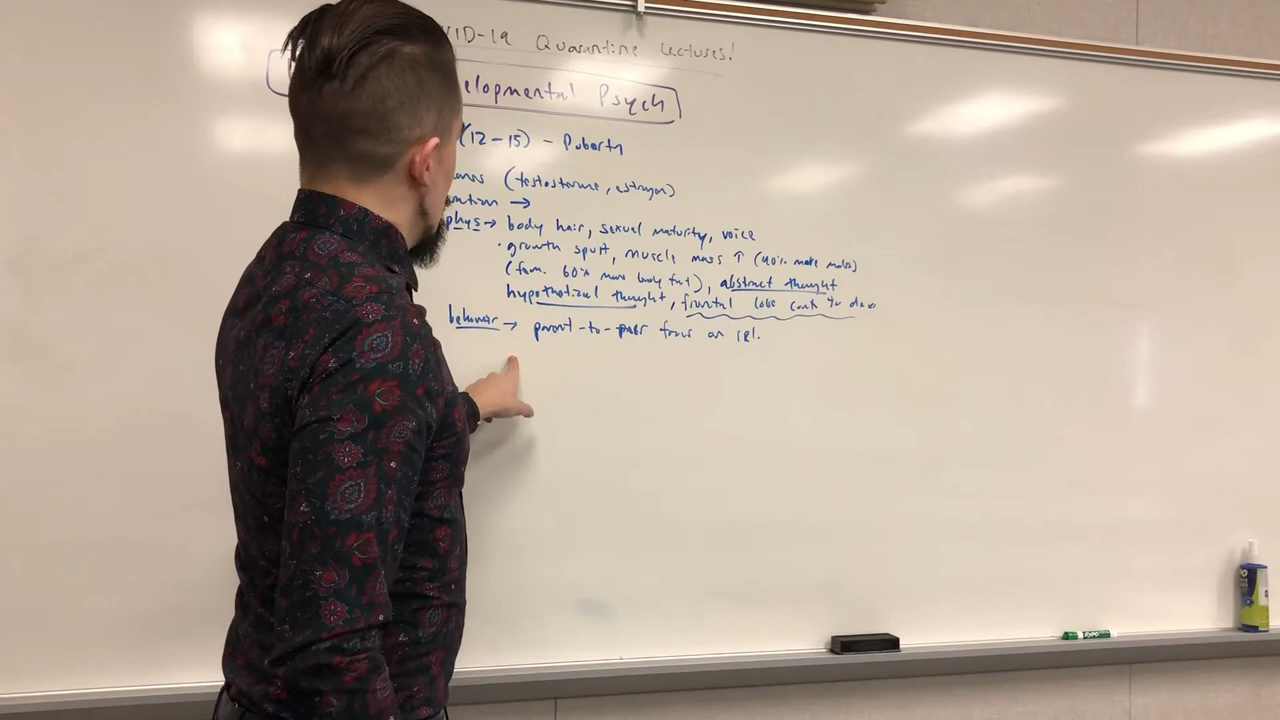 VID-19 Quarantine Lectures!
elopmental Psych
(12-15) - Puberty
(testosterone, estrogen)
→
phys → body hair, sexual maturity, voice
· growth spurt, muscle mass ↑ (40% male males)
(fem. 60% more body fat), abstract thought
hypothetical thought, frontal lobe cont. to dev
behavior → parent-to-peer focus on
EXPO